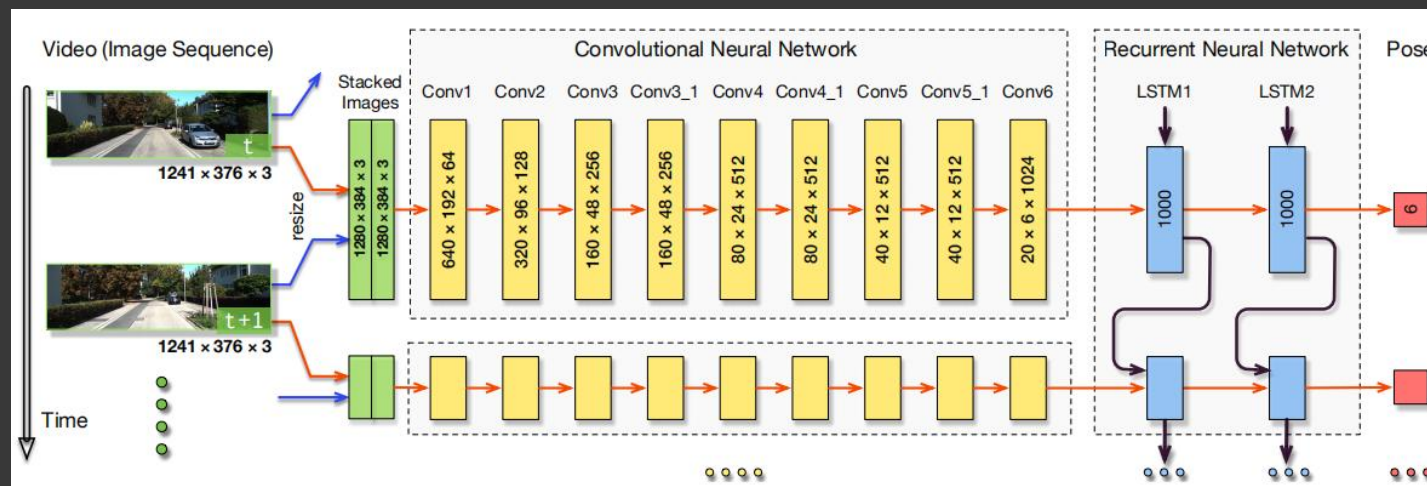 Video (Image Sequence)
Convolutional Neural Network
Recurrent Neural Network
Pose
Stacked
Images
Conv1 Conv2 Conv3 Conv3_1 Conv4 Conv4_1 Conv5 Conv5_1 Conv6
LSTM1 LSTM2
t
1241 × 376 × 3
resize
1280 × 384 × 3
1280 × 384 × 3
640 × 192 × 64
320 × 96 × 128
160 × 48 × 256
160 × 48 × 256
80 × 24 × 512
80 × 24 × 512
40 × 12 × 512
40 × 12 × 512
20 × 6 × 1024
1000
1000
6
t+1
1241 × 376 × 3
Time